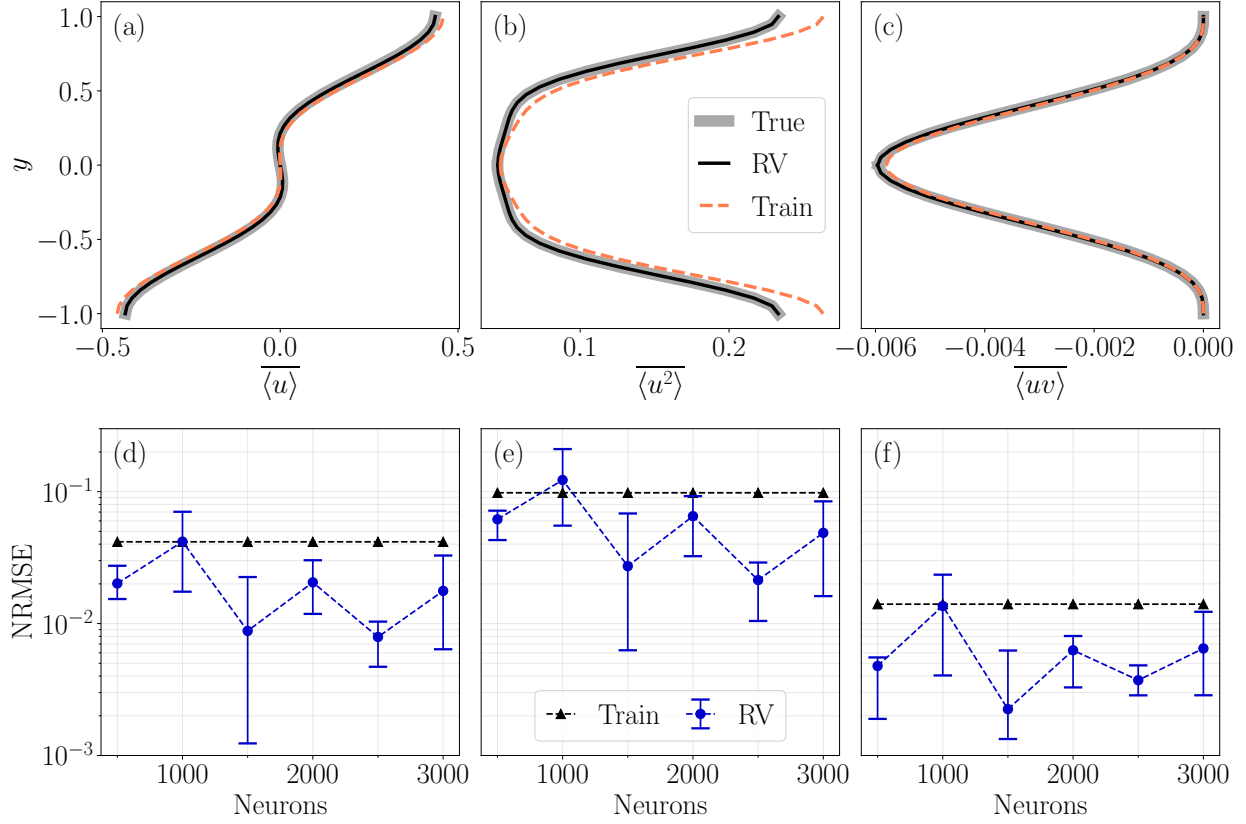 (a)
1.0
0.5
0.0
−0.5
−1.0
y
−0.5
0.0
0.5
⟨u⟩
(b)
True
RV
Train
0.1
0.2
⟨u²⟩
(c)
−0.006
−0.004
−0.002
0.000
⟨uv⟩
(d)
10⁻¹
10⁻²
10⁻³
NRMSE
1000
2000
3000
Neurons
(e)
Train
RV
1000
2000
3000
Neurons
(f)
1000
2000
3000
Neurons